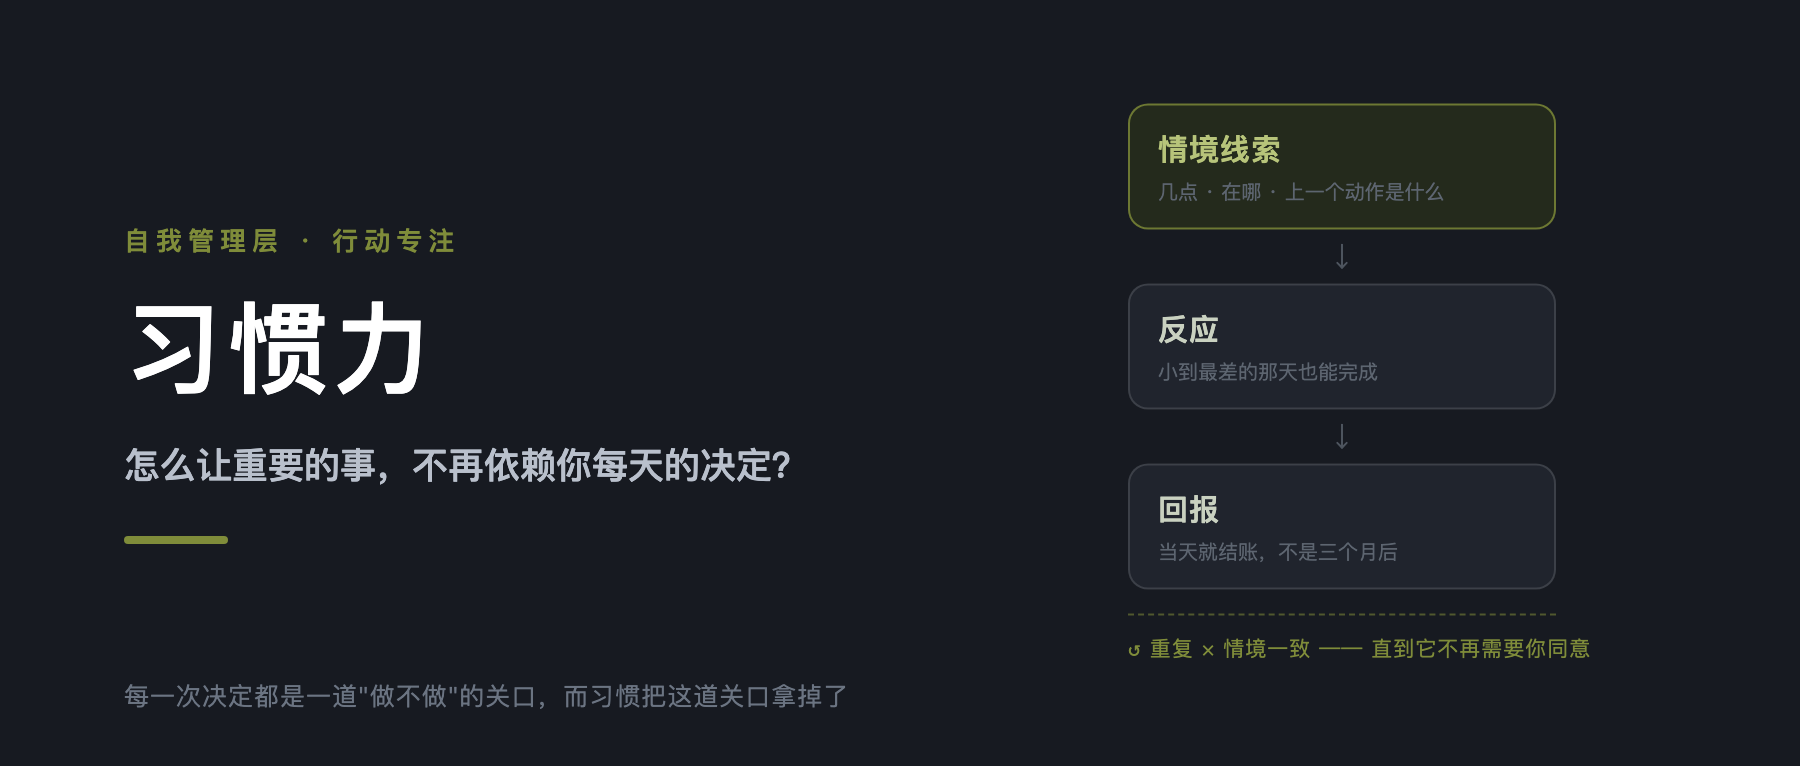 自我管理层 · 行动专注
习惯力
怎么让重要的事，不再依赖你每天的决定?
每一次决定都是一道"做不做"的关口，而习惯把这道关口拿掉了
情境线索
几点 · 在哪 · 上一个动作是什么
↓
反应
小到最差的那天也能完成
↓
回报
当天就结账，不是三个月后
↺ 重复 × 情境一致 —— 直到它不再需要你同意